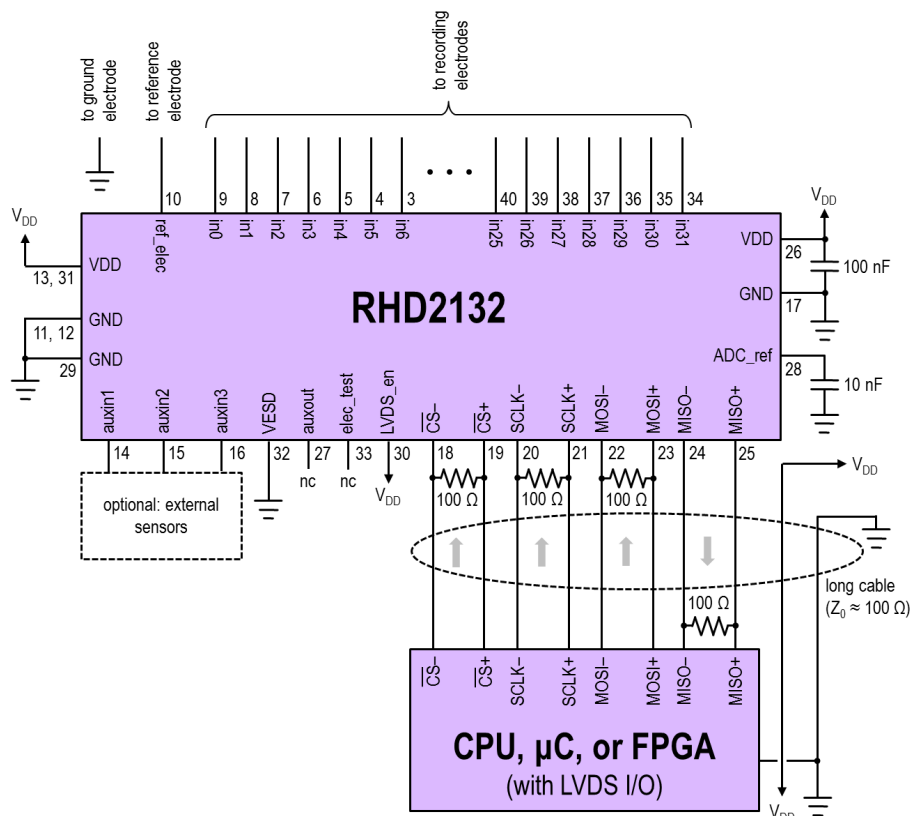 to ground
electrode
to reference
electrode
to recording
electrodes
10 9 8 7 6 5 4 3 • • • 40 39 38 37 36 35 34
ref_elec in0 in1 in2 in3 in4 in5 in6 in25 in26 in27 in28 in29 in30 in31
VDD
VDD
13, 31
VDD
VDD
26
100 nF
GND
11, 12
GND
17
RHD2132
GND
29
ADC_ref
28
10 nF
auxin1 auxin2 auxin3 VESD auxout elec_test LVDS_en CS− CS+ SCLK− SCLK+ MOSI− MOSI+ MISO− MISO+
14 15 16 32 27 33 30 18 19 20 21 22 23 24 25
nc nc VDD
100 Ω 100 Ω 100 Ω
VDD
optional: external
sensors
long cable
(Z0 ≈ 100 Ω)
100 Ω
CS− CS+ SCLK− SCLK+ MOSI− MOSI+ MISO− MISO+
CPU, µC, or FPGA
(with LVDS I/O)
VDD